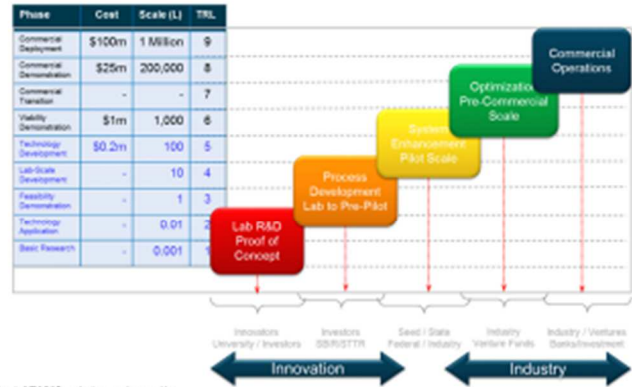 Phase Cost Scale (L) TRL
Commercial
Deployment $100m 1 Million 9
Commercial
Demonstration $25m 200,000 8
Commercial
Transition - - 7
Viability
Demonstration $1m 1,000 6
Technology
Development $0.2m 100 5
Lab-Scale
Development - 10 4
Feasibility
Demonstration - 1 3
Technology
Application - 0.01 2
Basic Research - 0.001 1
Commercial
Operations
Optimization
Pre-Commercial
Scale
System
Enhancement
Pilot Scale
Process
Development
Lab to Pre-Pilot
Lab R&D
Proof of
Concept
Innovators
University / Investors
Investors
SBIR/STTR
Seed / State
Federal / Industry
Industry
Venture Funds
Industry / Ventures
Banks/Investment
Innovation
Industry